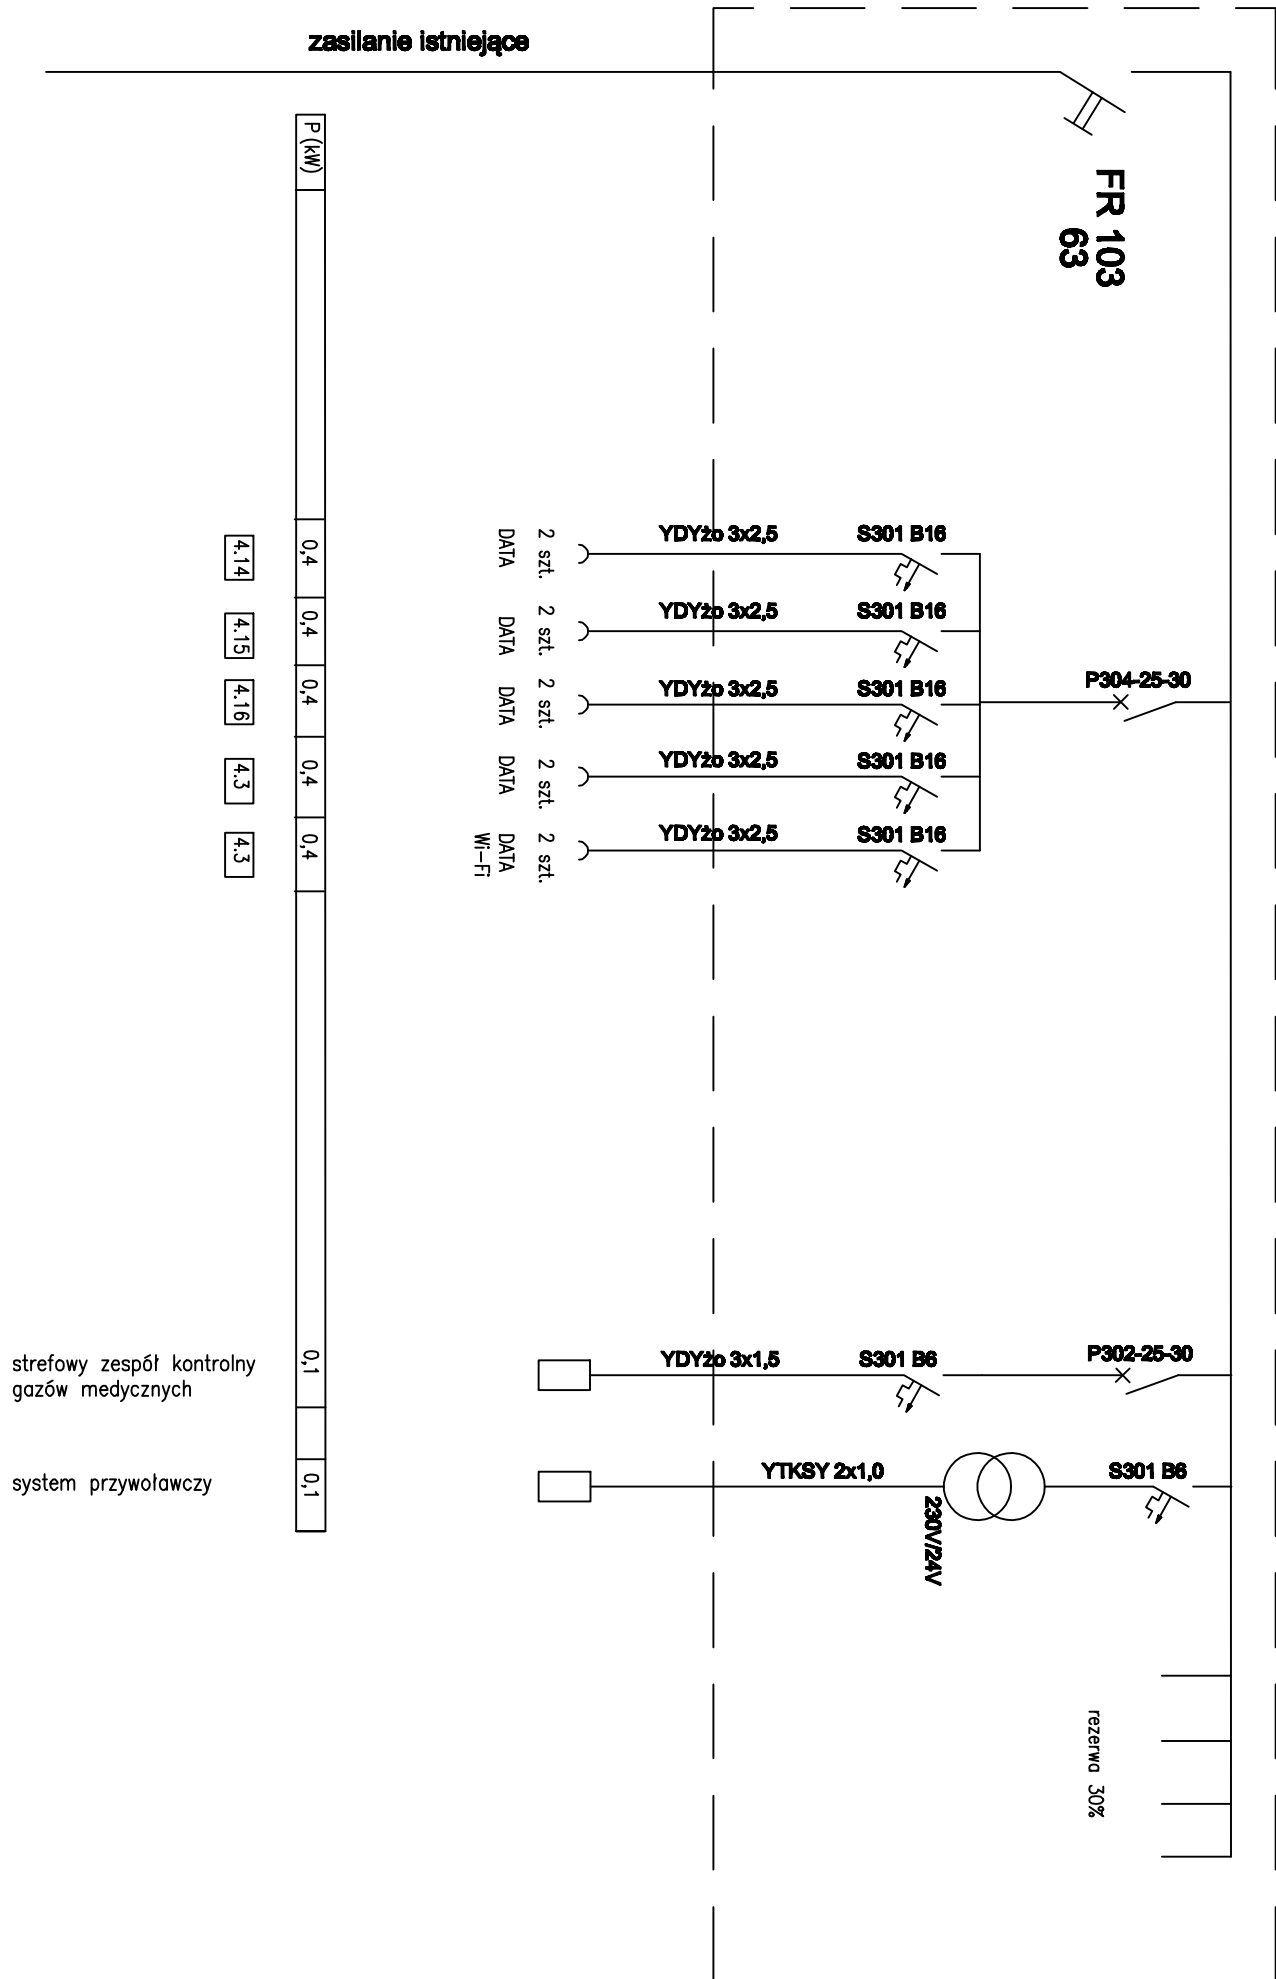 zasilanie istniejące
FR 103
63
P (kW)
YDYżo 3x2,5
S301 B16
2 szt.
DATA
0,4
4.14
YDYżo 3x2,5
S301 B16
2 szt.
DATA
0,4
4.15
P304-25-30
YDYżo 3x2,5
S301 B16
2 szt.
DATA
0,4
4.16
YDYżo 3x2,5
S301 B16
2 szt.
DATA
0,4
4.3
YDYżo 3x2,5
S301 B16
2 szt.
DATA
Wi-Fi
0,4
4.3
strefowy zespół kontrolny
gazów medycznych
0,1
YDYżo 3x1,5
S301 B6
P302-25-30
system przywoławczy
0,1
YTKSY 2x1,0
230V/24V
S301 B6
rezerwa 30%